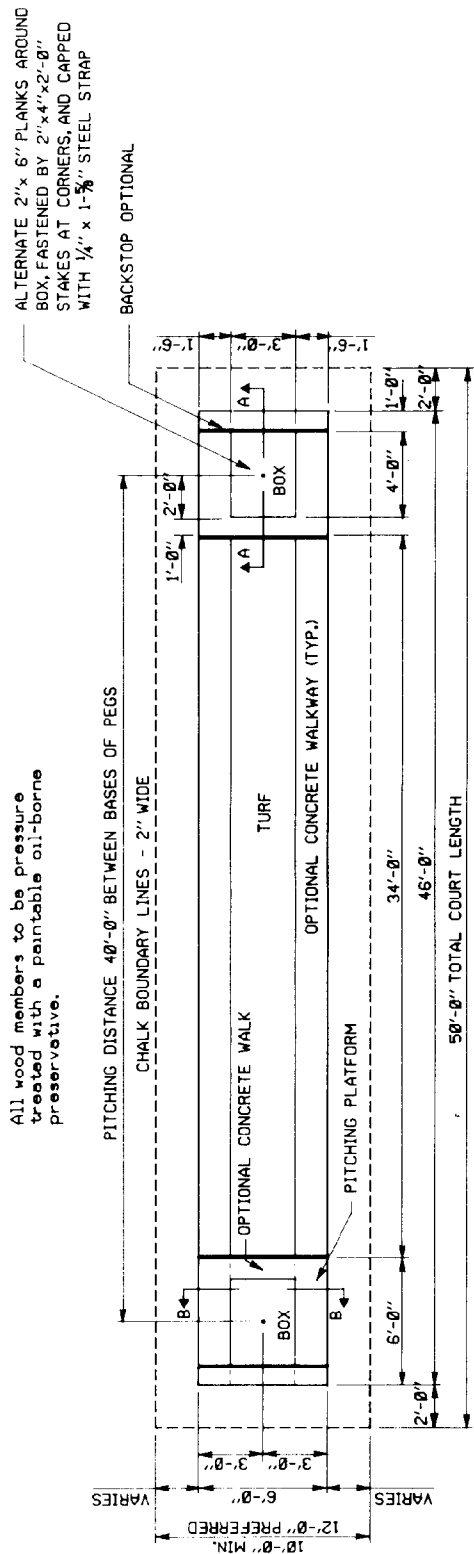 All wood members to be pressure
treated with a paintable oil-borne
preservative.
ALTERNATE 2"x 6" PLANKS AROUND
BOX, FASTENED BY 2"x4"x2'-0"
STAKES AT CORNERS, AND CAPPED
WITH 1/4" x 1-5/8" STEEL STRAP
BACKSTOP OPTIONAL
PITCHING DISTANCE 40'-0" BETWEEN BASES OF PEGS
CHALK BOUNDARY LINES - 2" WIDE
1'-0"
2'-0"
VARIES
3'-0"
3'-0"
6'-0"
10'-0" MIN.
12'-0" PREFERRED
VARIES
B
B
BOX
OPTIONAL CONCRETE WALK
PITCHING PLATFORM
TURF
OPTIONAL CONCRETE WALKWAY (TYP.)
A
A
BOX
1'-6"
3'-0"
1'-6"
2'-0"
6'-0"
34'-0"
4'-0"
1'-0"
2'-0"
46'-0"
50'-0" TOTAL COURT LENGTH